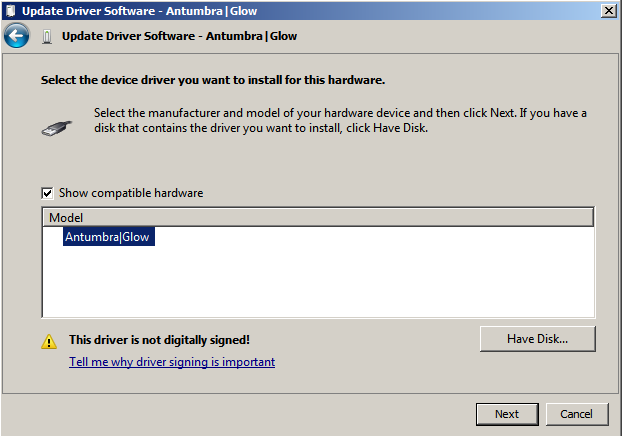 Update Driver Software - Antumbra|Glow
Update Driver Software - Antumbra|Glow
Select the device driver you want to install for this hardware.
Select the manufacturer and model of your hardware device and then click Next. If you have a
disk that contains the driver you want to install, click Have Disk.
Show compatible hardware
Model
Antumbra|Glow
This driver is not digitally signed!
Have Disk...
Tell me why driver signing is important
Next
Cancel